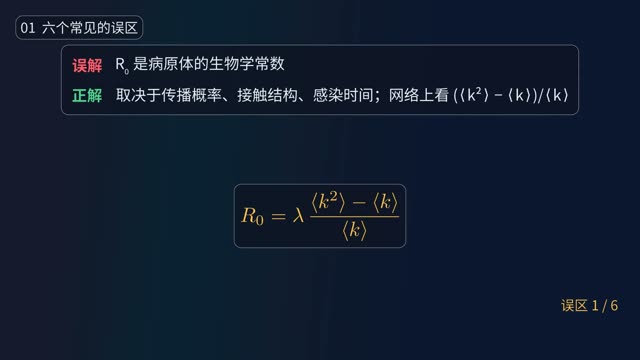 01 六个常见的误区
误解 R₀ 是病原体的生物学常数
正解 取决于传播概率、接触结构、感染时间；网络上看 (⟨k²⟩ − ⟨k⟩)/⟨k⟩
R₀ = λ (⟨k²⟩ − ⟨k⟩)/⟨k⟩
误区 1 / 6